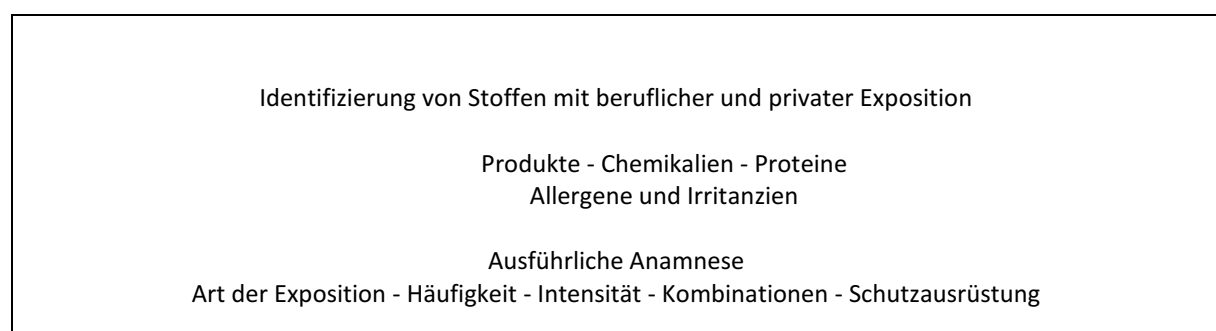 Identifizierung von Stoffen mit beruflicher und privater Exposition
Produkte - Chemikalien - Proteine
Allergene und Irritanzien
Ausführliche Anamnese
Art der Exposition - Häufigkeit - Intensität - Kombinationen - Schutzausrüstung